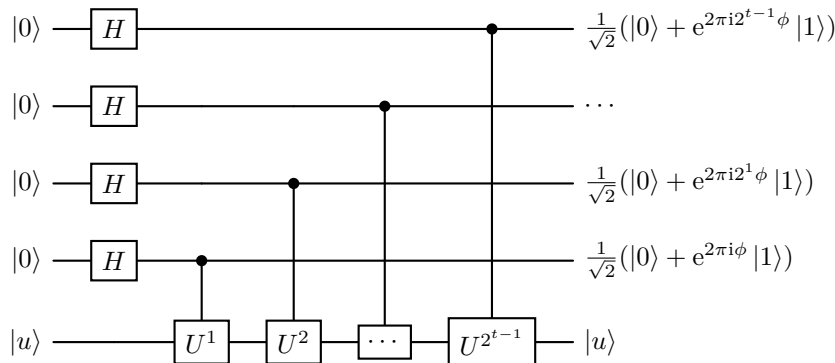 |0⟩ H 1/√2(|0⟩ + e^{2πi2^{t−1}ϕ} |1⟩)
|0⟩ H ···
|0⟩ H 1/√2(|0⟩ + e^{2πi2^1ϕ} |1⟩)
|0⟩ H 1/√2(|0⟩ + e^{2πiϕ} |1⟩)
|u⟩ U^1 U^2 ··· U^{2^{t−1}} |u⟩